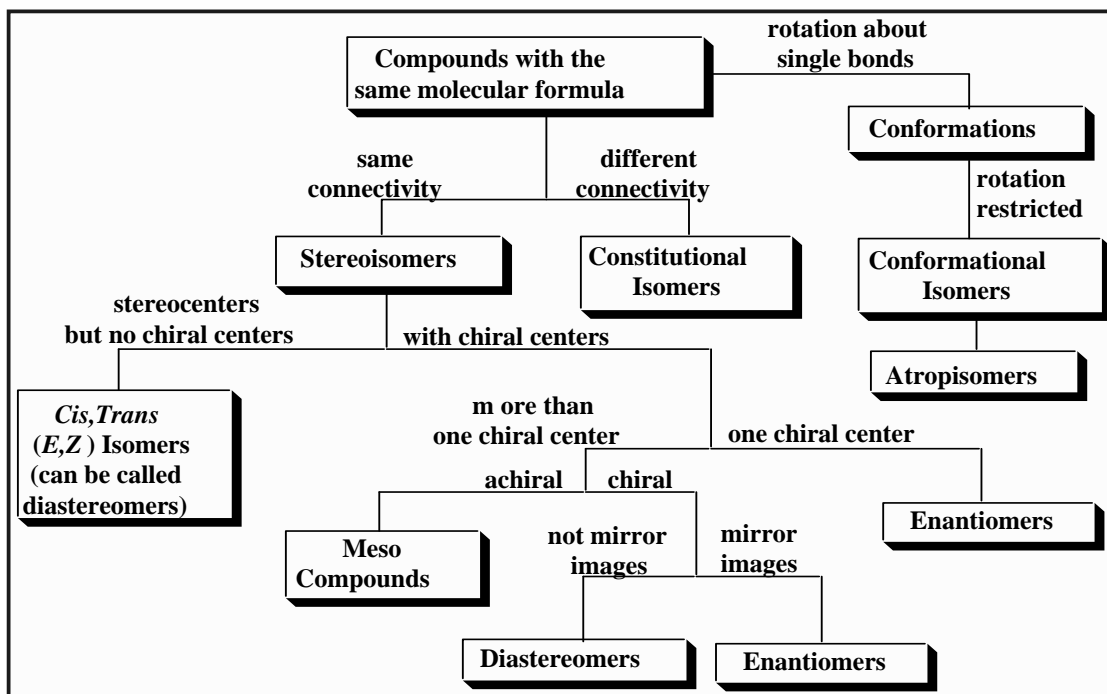 rotation about
single bonds
Compounds with the
same molecular formula
Conformations
same
connectivity
different
connectivity
rotation
restricted
Stereoisomers
Constitutional
Isomers
Conformational
Isomers
stereocenters
but no chiral centers
with chiral centers
Atropisomers
Cis,Trans
(E,Z ) Isomers
(can be called
diastereomers)
m ore than
one chiral center
one chiral center
achiral
chiral
Enantiomers
Meso
Compounds
not mirror
images
mirror
images
Diastereomers
Enantiomers